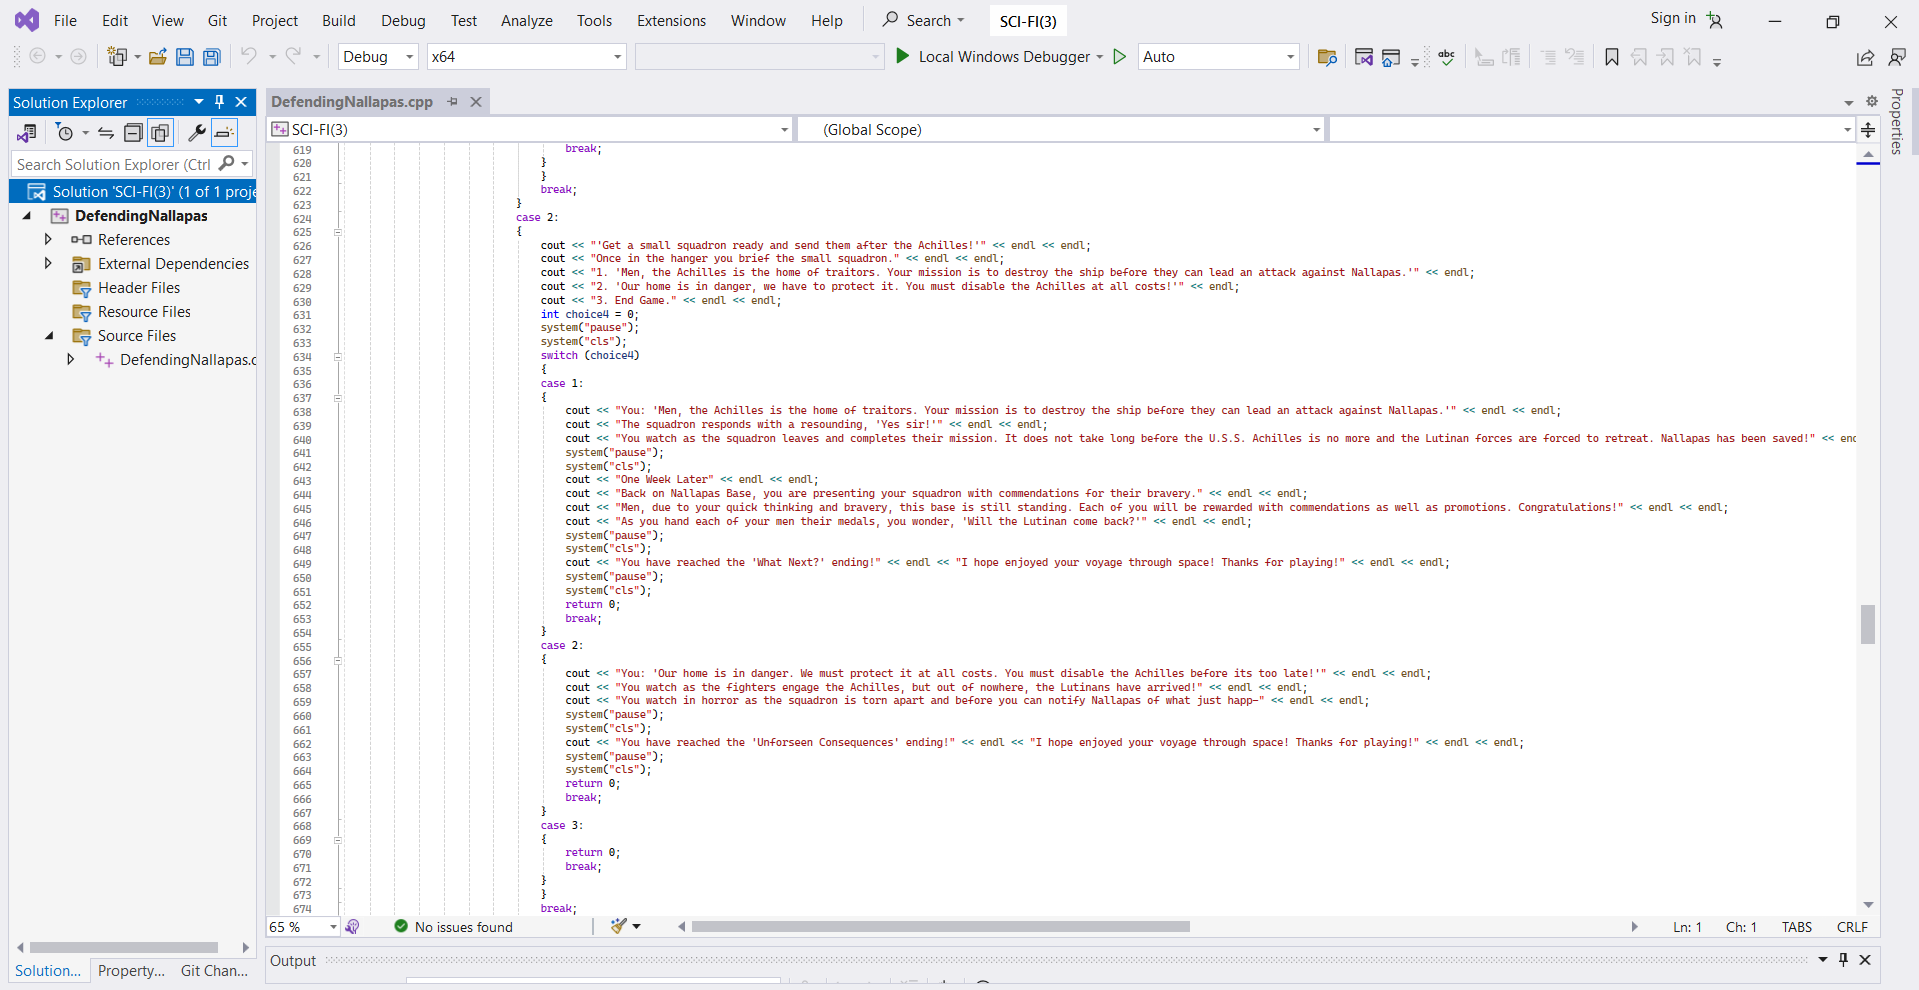 File Edit View Git Project Build Debug Test Analyze Tools Extensions Window Help Search SCI-FI(3) Sign in
Debug x64 Local Windows Debugger Auto
Solution Explorer
Search Solution Explorer (Ctrl
Solution 'SCI-FI(3)' (1 of 1 proje
DefendingNallapas
References
External Dependencies
Header Files
Resource Files
Source Files
DefendingNallapas.c
DefendingNallapas.cpp
SCI-FI(3) (Global Scope)
Properties
619 break;
620 }
621 }
622 break;
623 }
624 case 2:
625 {
626 cout << "'Get a small squadron ready and send them after the Achilles!'" << endl << endl;
627 cout << "Once in the hanger you brief the small squadron." << endl << endl;
628 cout << "1. 'Men, the Achilles is the home of traitors. Your mission is to destroy the ship before they can lead an attack against Nallapas.'" << endl;
629 cout << "2. 'Our home is in danger, we have to protect it. You must disable the Achilles at all costs!'" << endl;
630 cout << "3. End Game." << endl << endl;
631 int choice4 = 0;
632 system("pause");
633 system("cls");
634 switch (choice4)
635 {
636 case 1:
637 {
638 cout << "You: 'Men, the Achilles is the home of traitors. Your mission is to destroy the ship before they can lead an attack against Nallapas.'" << endl << endl;
639 cout << "The squadron responds with a resounding, 'Yes sir!'" << endl << endl;
640 cout << "You watch as the squadron leaves and completes their mission. It does not take long before the U.S.S. Achilles is no more and the Lutinan forces are forced to retreat. Nallapas has been saved!" << enc
641 system("pause");
642 system("cls");
643 cout << "One Week Later" << endl << endl;
644 cout << "Back on Nallapas Base, you are presenting your squadron with commendations for their bravery." << endl << endl;
645 cout << "Men, due to your quick thinking and bravery, this base is still standing. Each of you will be rewarded with commendations as well as promotions. Congratulations!" << endl << endl;
646 cout << "As you hand each of your men their medals, you wonder, 'Will the Lutinan come back?'" << endl << endl;
647 system("pause");
648 system("cls");
649 cout << "You have reached the 'What Next?' ending!" << endl << "I hope enjoyed your voyage through space! Thanks for playing!" << endl << endl;
650 system("pause");
651 system("cls");
652 return 0;
653 break;
654 }
655 case 2:
656 {
657 cout << "You: 'Our home is in danger. We must protect it at all costs. You must disable the Achilles before its too late!'" << endl << endl;
658 cout << "You watch as the fighters engage the Achilles, but out of nowhere, the Lutinans have arrived!" << endl << endl;
659 cout << "You watch in horror as the squadron is torn apart and before you can notify Nallapas of what just happ-" << endl << endl;
660 system("pause");
661 system("cls");
662 cout << "You have reached the 'Unforseen Consequences' ending!" << endl << "I hope enjoyed your voyage through space! Thanks for playing!" << endl << endl;
663 system("pause");
664 system("cls");
665 return 0;
666 break;
667 }
668 case 3:
669 {
670 return 0;
671 break;
672 }
673 }
674 break;
65 % No issues found Ln: 1 Ch: 1 TABS CRLF
Solution... Property... Git Chan...
Output